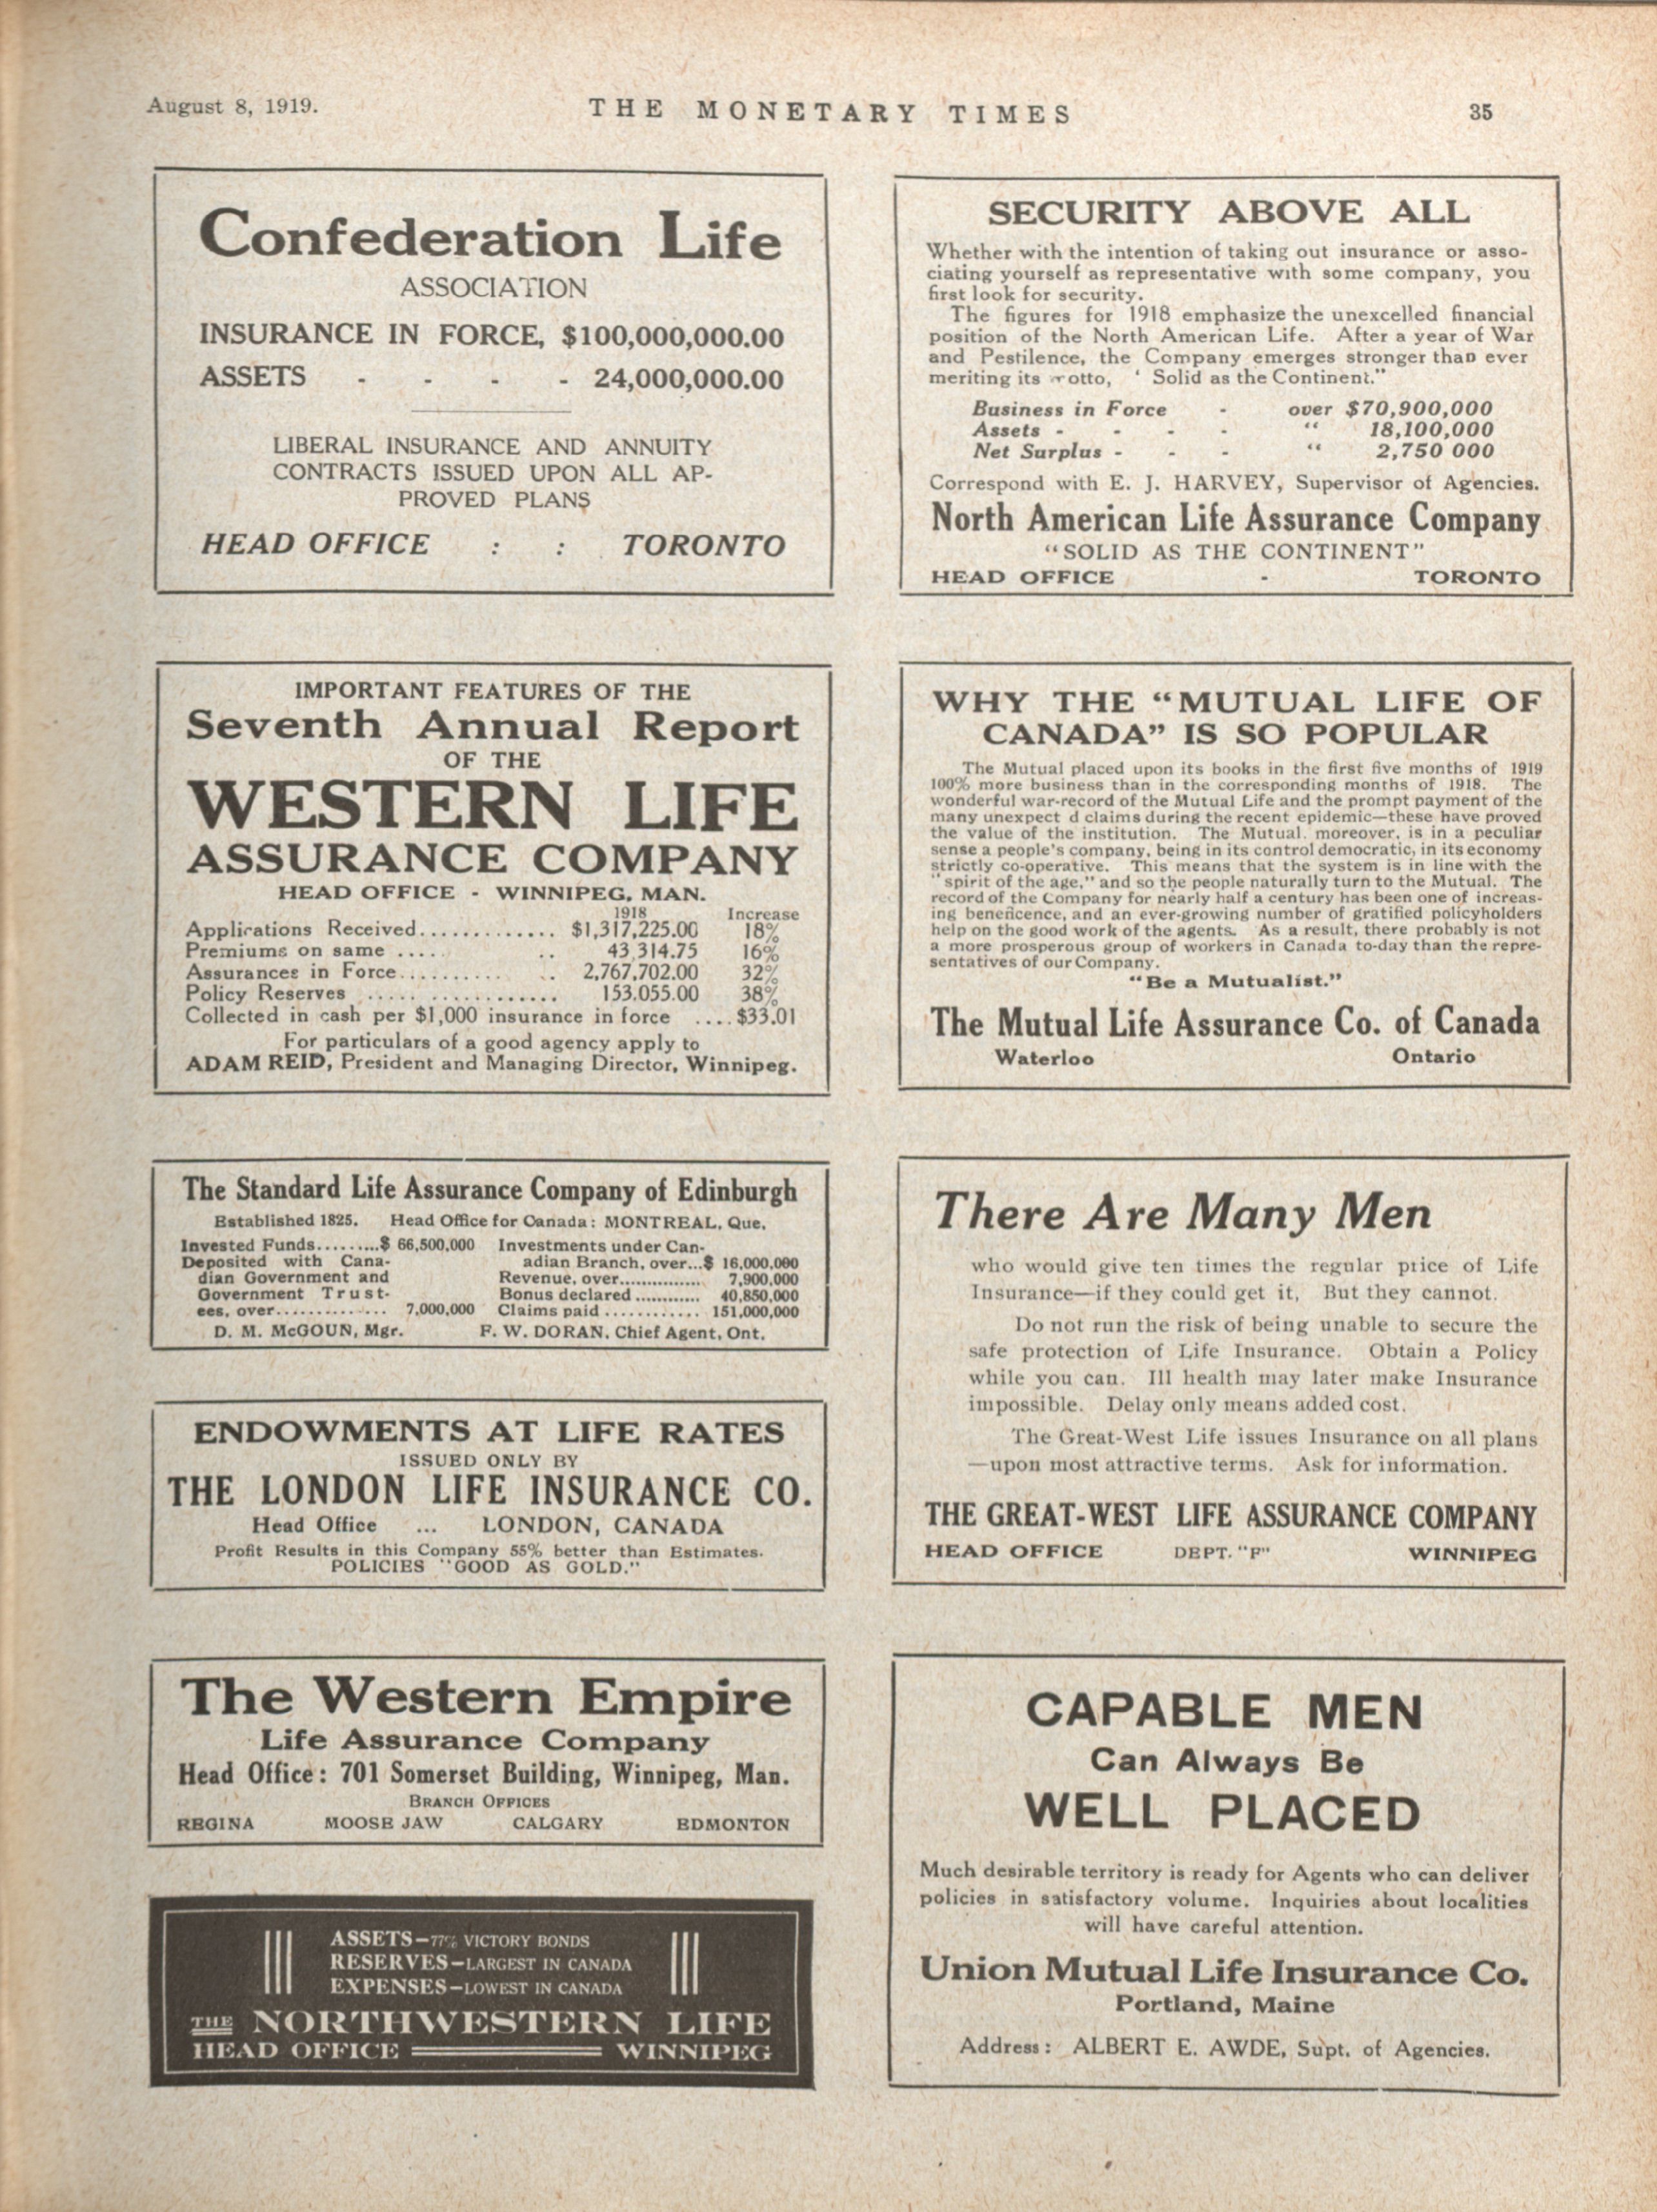 August 8, 1919.
THE MONETARY TIMES
35
Confederation Life
ASSOCIATION
INSURANCE IN FORCE, $100,000,000.00
ASSETS - - - - 24,000,000.00
LIBERAL INSURANCE AND ANNUITY
CONTRACTS ISSUED UPON ALL AP-
PROVED PLANS
HEAD OFFICE : : TORONTO
IMPORTANT FEATURES OF THE
Seventh Annual Report
OF THE
WESTERN LIFE
ASSURANCE COMPANY
HEAD OFFICE - WINNIPEG, MAN.
1918 Increase
Applications Received............. $1,317,225.00 18%
Premiums on same ..... .. 43,314.75 16%
Assurances in Force.......... .. 2,767,702.00 32%
Policy Reserves ..... ............ 153,055.00 38%
Collected in cash per $1,000 insurance in force ....$33.01
For particulars of a good agency apply to
ADAM REID, President and Managing Director, Winnipeg.
The Standard Life Assurance Company of Edinburgh
Established 1825. Head Office for Canada: MONTREAL, Que.
Invested Funds.........$ 66,500,000
Deposited with Cana-
dian Government and
Government Trust-
ees, over............. 7,000,000
Investments under Can-
adian Branch, over...$ 16,000,000
Revenue, over............... 7,900,000
Bonus declared ............ 40,850,000
Claims paid ............ 151,000,000
D. M. McGOUN, Mgr. F. W. DORAN, Chief Agent, Ont.
ENDOWMENTS AT LIFE RATES
ISSUED ONLY BY
THE LONDON LIFE INSURANCE CO.
Head Office ... LONDON, CANADA
Profit Results in this Company 55% better than Estimates.
POLICIES "GOOD AS GOLD."
The Western Empire
Life Assurance Company
Head Office: 701 Somerset Building, Winnipeg, Man.
BRANCH OFFICES
REGINA MOOSE JAW CALGARY EDMONTON
ASSETS—77% VICTORY BONDS
RESERVES—LARGEST IN CANADA
EXPENSES—LOWEST IN CANADA
THE NORTHWESTERN LIFE
HEAD OFFICE WINNIPEG
SECURITY ABOVE ALL
Whether with the intention of taking out insurance or asso-
ciating yourself as representative with some company, you
first look for security.
The figures for 1918 emphasize the unexcelled financial
position of the North American Life. After a year of War
and Pestilence, the Company emerges stronger than ever
meriting its otto, ' Solid as the Continent."
Business in Force - over $70,900,000
Assets - - - - " 18,100,000
Net Surplus - - - " 2,750 000
Correspond with E. J. HARVEY, Supervisor of Agencies.
North American Life Assurance Company
"SOLID AS THE CONTINENT"
HEAD OFFICE - TORONTO
WHY THE "MUTUAL LIFE OF
CANADA" IS SO POPULAR
The Mutual placed upon its books in the first five months of 1919
100% more business than in the corresponding months of 1918. The
wonderful war-record of the Mutual Life and the prompt payment of the
many unexpect d claims during the recent epidemic—these have proved
the value of the institution. The Mutual, moreover, is in a peculiar
sense a people's company, being in its control democratic, in its economy
strictly co-operative. This means that the system is in line with the
"spirit of the age," and so the people naturally turn to the Mutual. The
record of the Company for nearly half a century has been one of increas-
ing beneficence, and an ever-growing number of gratified policyholders
help on the good work of the agents. As a result, there probably is not
a more prosperous group of workers in Canada to-day than the repre-
sentatives of our Company.
"Be a Mutualist."
The Mutual Life Assurance Co. of Canada
Waterloo Ontario
There Are Many Men
who would give ten times the regular price of Life
Insurance—if they could get it, But they cannot.
Do not run the risk of being unable to secure the
safe protection of Life Insurance. Obtain a Policy
while you can. Ill health may later make Insurance
impossible. Delay only means added cost.
The Great-West Life issues Insurance on all plans
—upon most attractive terms. Ask for information.
THE GREAT-WEST LIFE ASSURANCE COMPANY
HEAD OFFICE DEPT. "F" WINNIPEG
CAPABLE MEN
Can Always Be
WELL PLACED
Much desirable territory is ready for Agents who can deliver
policies in satisfactory volume. Inquiries about localities
will have careful attention.
Union Mutual Life Insurance Co.
Portland, Maine
Address: ALBERT E. AWDE, Supt. of Agencies.